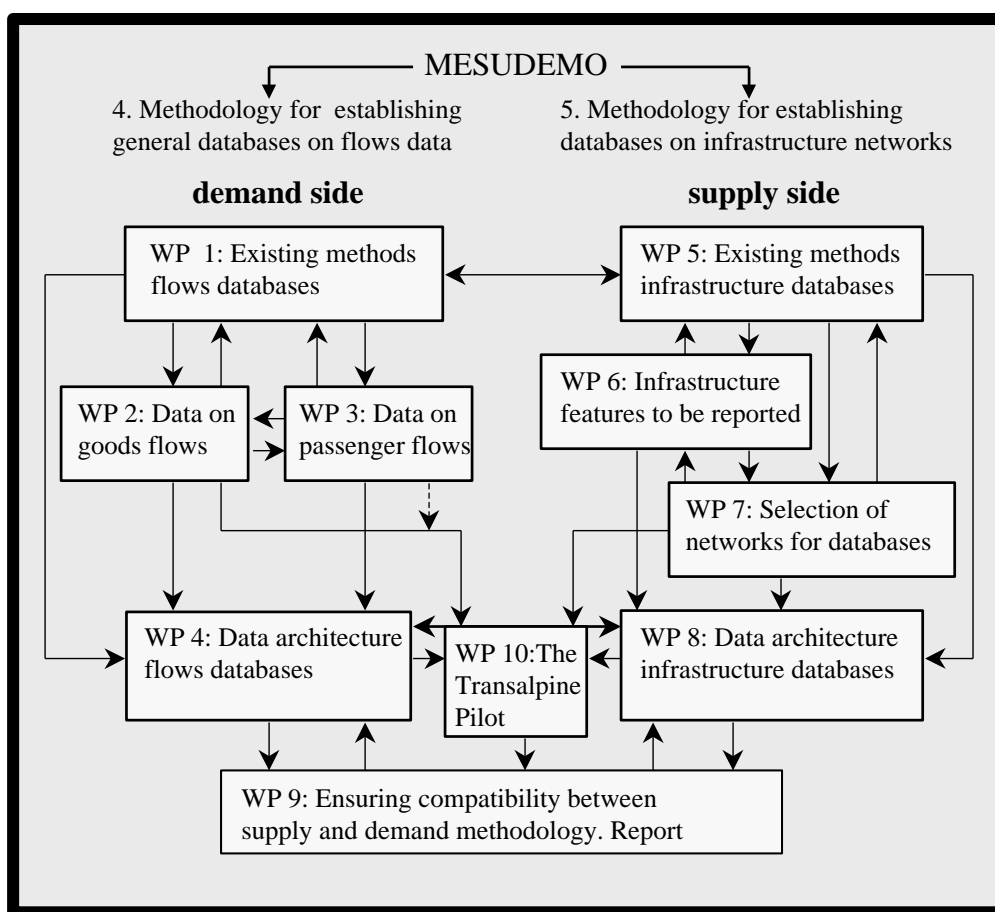 MESUDEMO
4. Methodology for establishing
general databases on flows data
5. Methodology for establishing
databases on infrastructure networks
demand side
supply side
WP 1: Existing methods
flows databases
WP 5: Existing methods
infrastructure databases
WP 2: Data on
goods flows
WP 3: Data on
passenger flows
WP 6: Infrastructure
features to be reported
WP 7: Selection of
networks for databases
WP 4: Data architecture
flows databases
WP 10:The
Transalpine
Pilot
WP 8: Data architecture
infrastructure databases
WP 9: Ensuring compatibility between
supply and demand methodology. Report